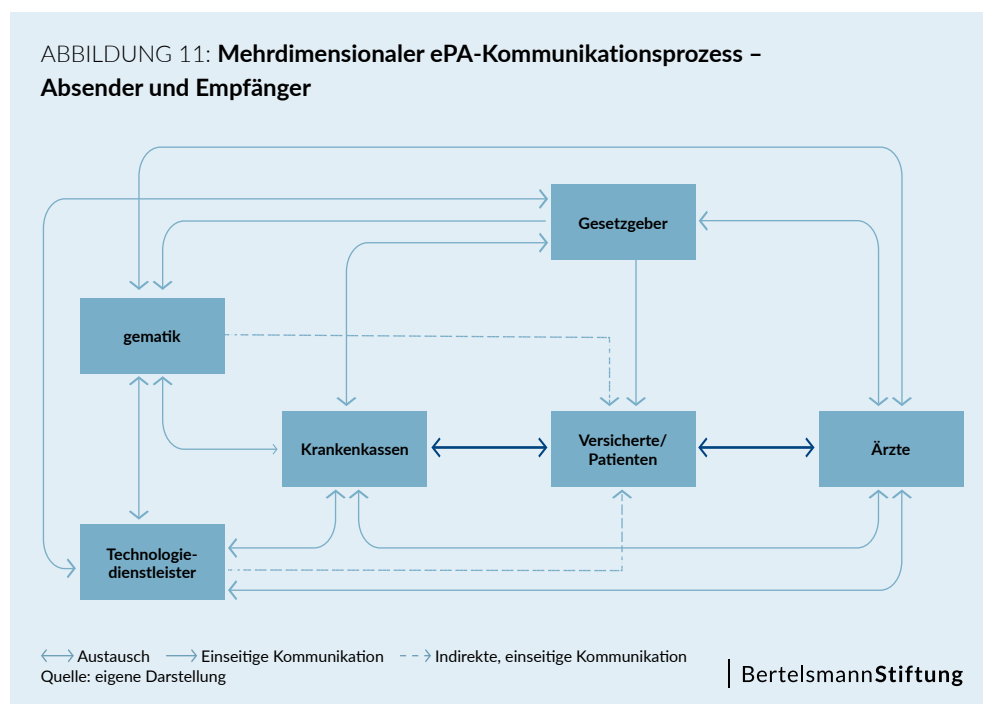 ABBILDUNG 11: Mehrdimensionaler ePA-Kommunikationsprozess –
Absender und Empfänger
Gesetzgeber
gematik
Krankenkassen
Versicherte/
Patienten
Ärzte
Technologie-
dienstleister
Austausch Einseitige Kommunikation Indirekte, einseitige Kommunikation
Quelle: eigene Darstellung
BertelsmannStiftung